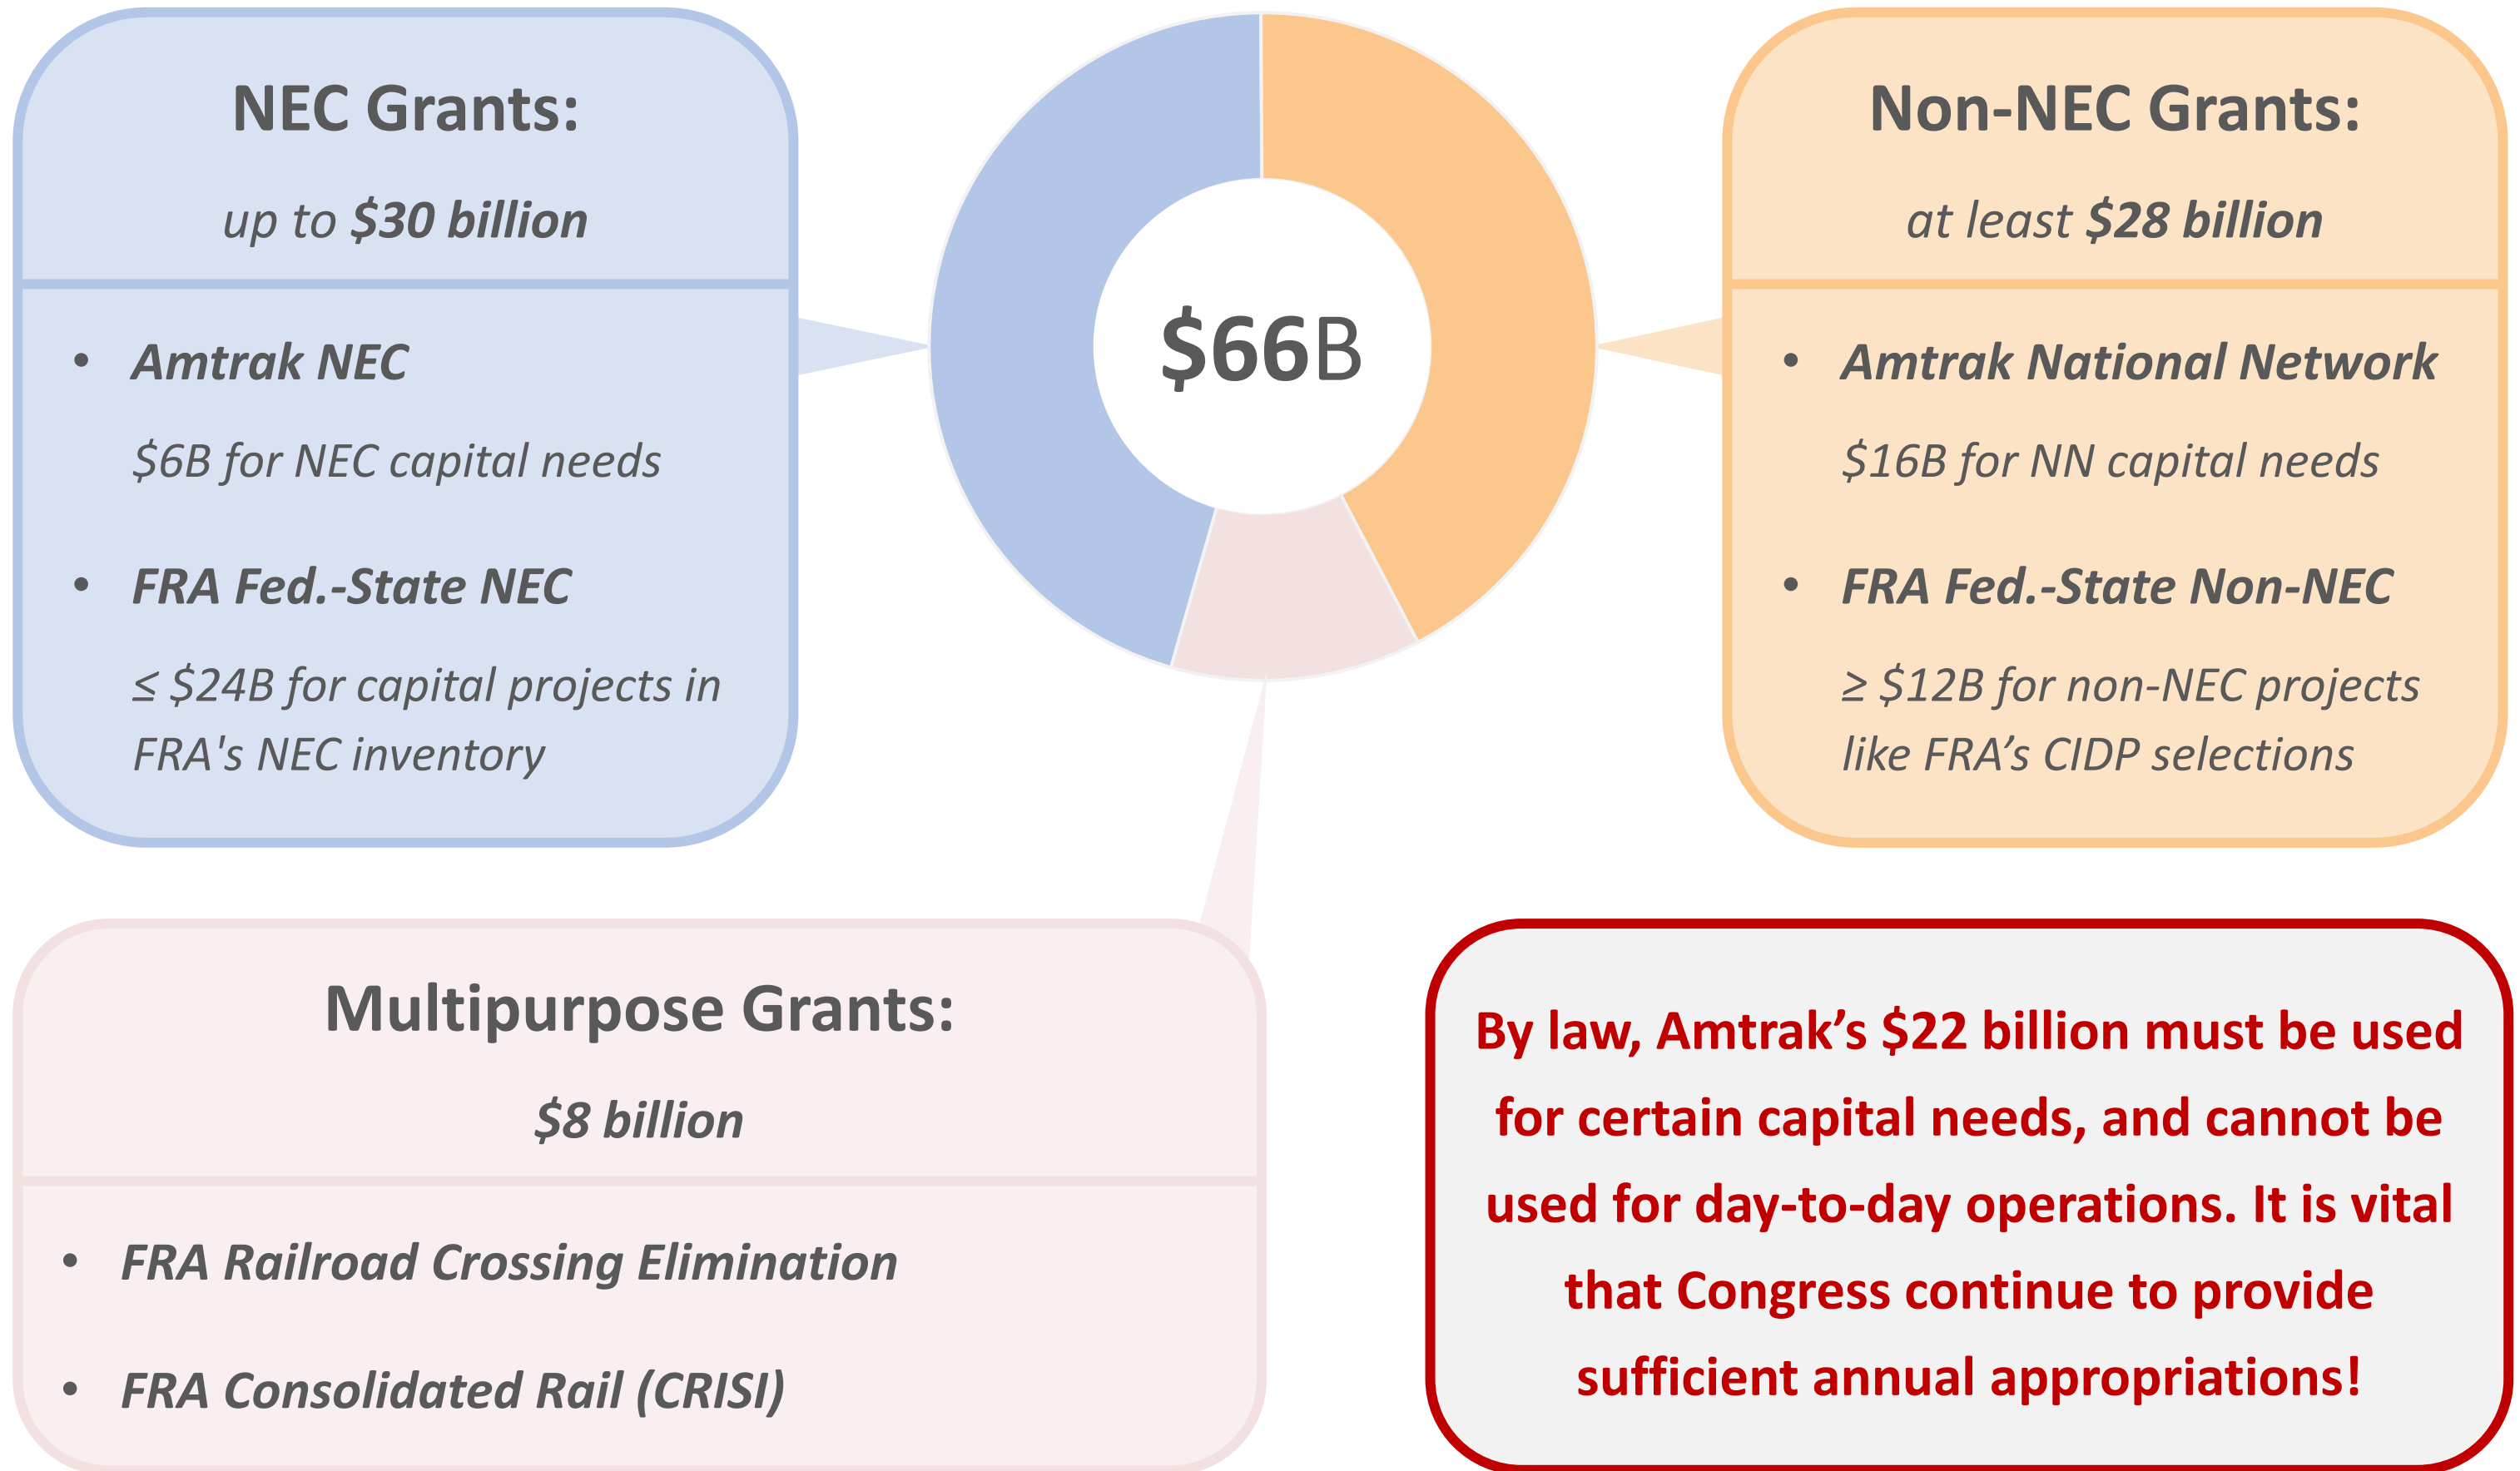 NEC Grants:
up to $30 billion
• Amtrak NEC
$6B for NEC capital needs
• FRA Fed.-State NEC
≤ $24B for capital projects in
FRA's NEC inventory
$66B
Non-NEC Grants:
at least $28 billion
• Amtrak National Network
$16B for NN capital needs
• FRA Fed.-State Non-NEC
≥ $12B for non-NEC projects
like FRA’s CIDP selections
Multipurpose Grants:
$8 billion
• FRA Railroad Crossing Elimination
• FRA Consolidated Rail (CRISI)
By law, Amtrak’s $22 billion must be used
for certain capital needs, and cannot be
used for day-to-day operations. It is vital
that Congress continue to provide
sufficient annual appropriations!